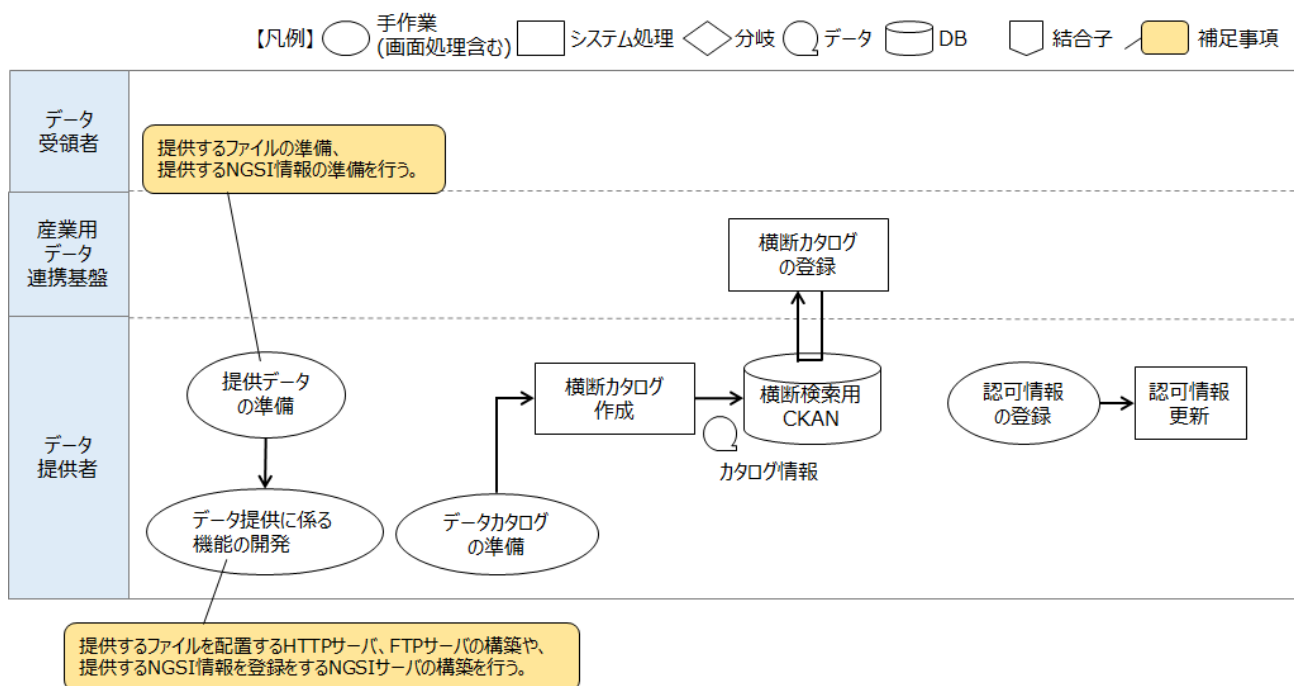 【凡例】
手作業
(画面処理含む)
システム処理
分岐
データ
DB
結合子
補足事項
データ
受領者
提供するファイルの準備、
提供するNGSI情報の準備を行う。
産業用
データ
連携基盤
横断カタログ
の登録
データ
提供者
提供データ
の準備
横断カタログ
作成
横断検索用
CKAN
認可情報
の登録
認可情報
更新
カタログ情報
データ提供に係る
機能の開発
データカタログ
の準備
提供するファイルを配置するHTTPサーバ、FTPサーバの構築や、
提供するNGSI情報を登録をするNGSIサーバの構築を行う。